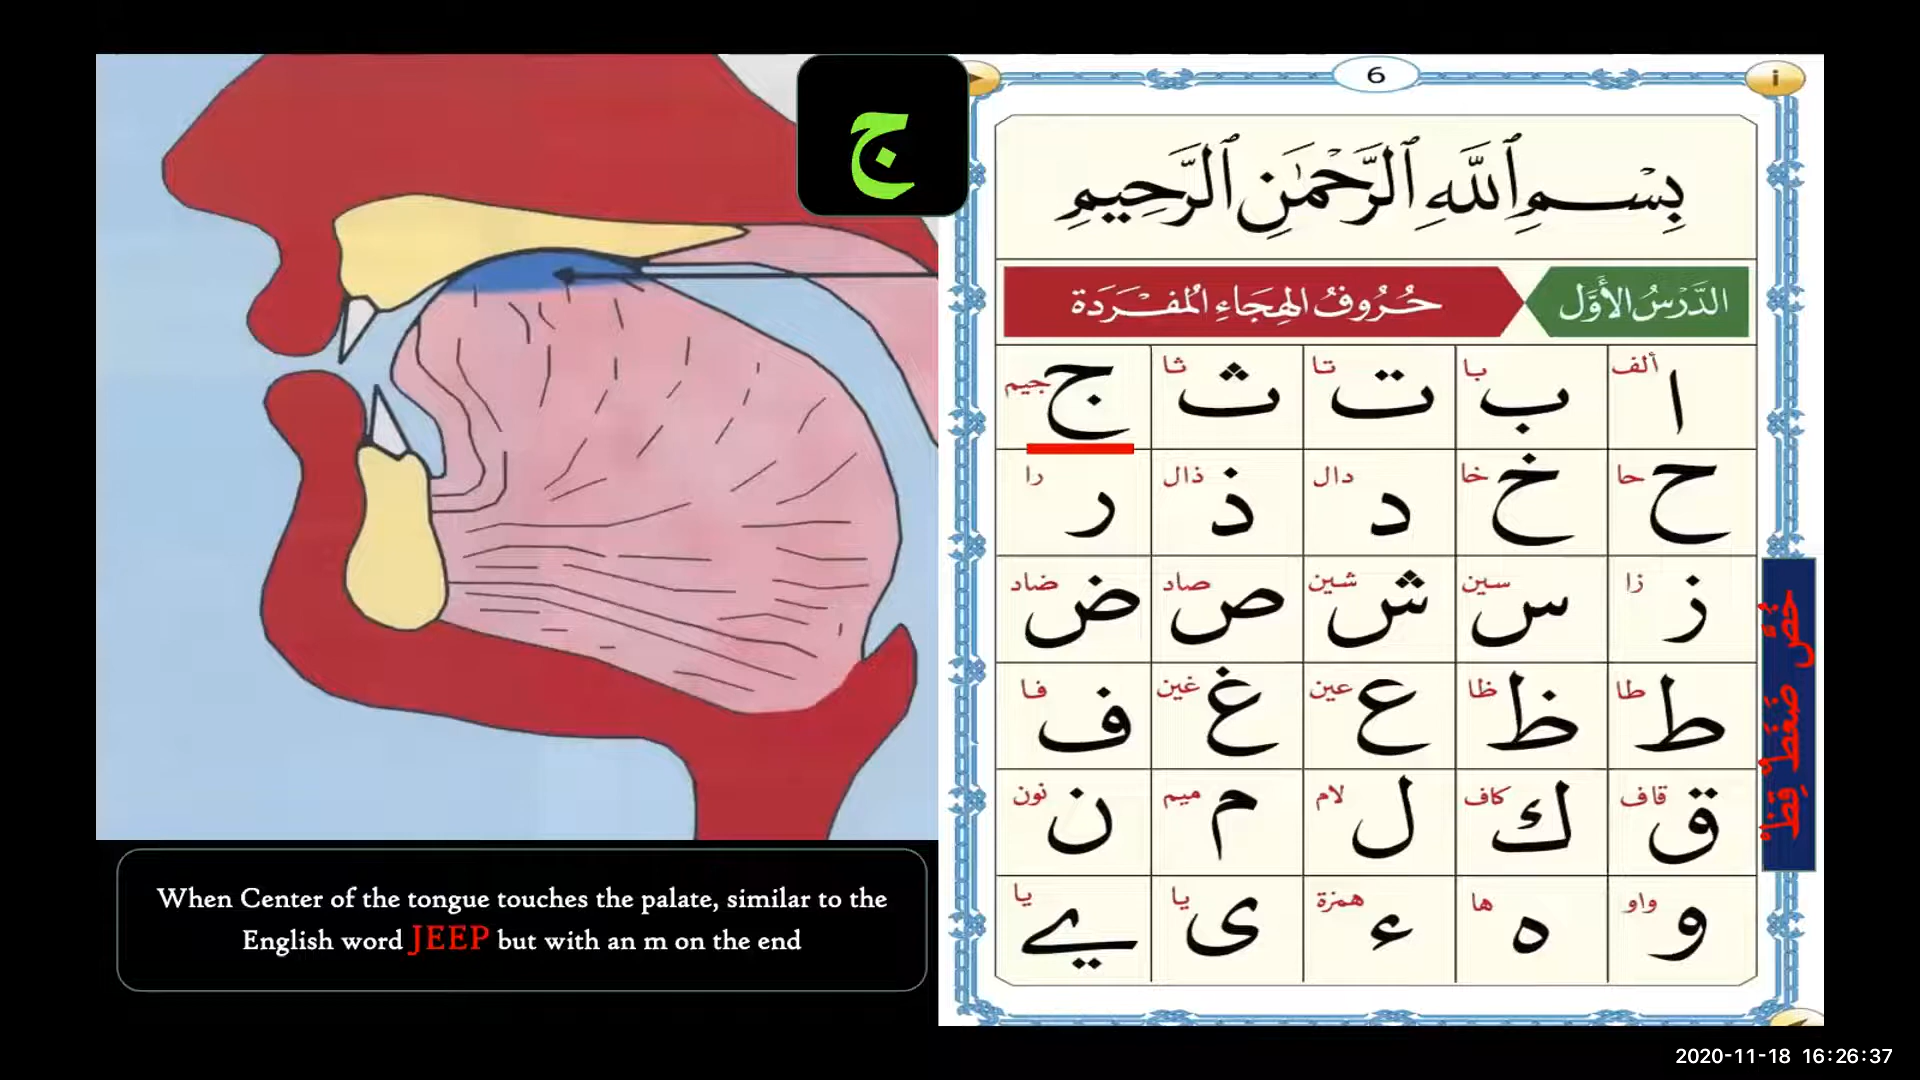 ج
When Center of the tongue touches the palate, similar to the
English word JEEP but with an m on the end
6
i
بِسْمِ ٱللَّهِ ٱلرَّحْمَٰنِ ٱلرَّحِيمِ
الدَّرْسُ الأَوَّل
حُرُوفُ الهِجَاءِ المُفْرَدَة
ا ألف ب با ت تا ث ثا ج جيم
ح حا خ خا د دال ذ ذال ر را
ز زا س سين ش شين ص صاد ض ضاد
ط طا ظ ظا ع عين غ غين ف فا
ق قاف ك كاف ل لام م ميم ن نون
و واو ه ها ء همزة ى يا ے يا
خُصَّ ضَغْطٍ قِظْ
2020-11-18 16:26:37